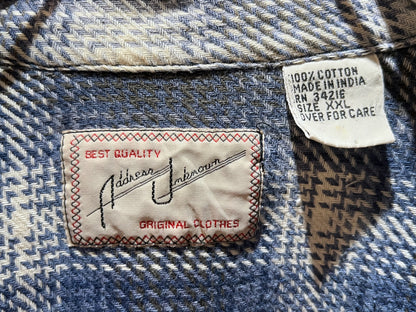 100% COTTON
MADE IN INDIA
RN 34216
SIZE XXL
OVER FOR CARE
BEST QUALITY
Address Unknown
ORIGINAL CLOTHES